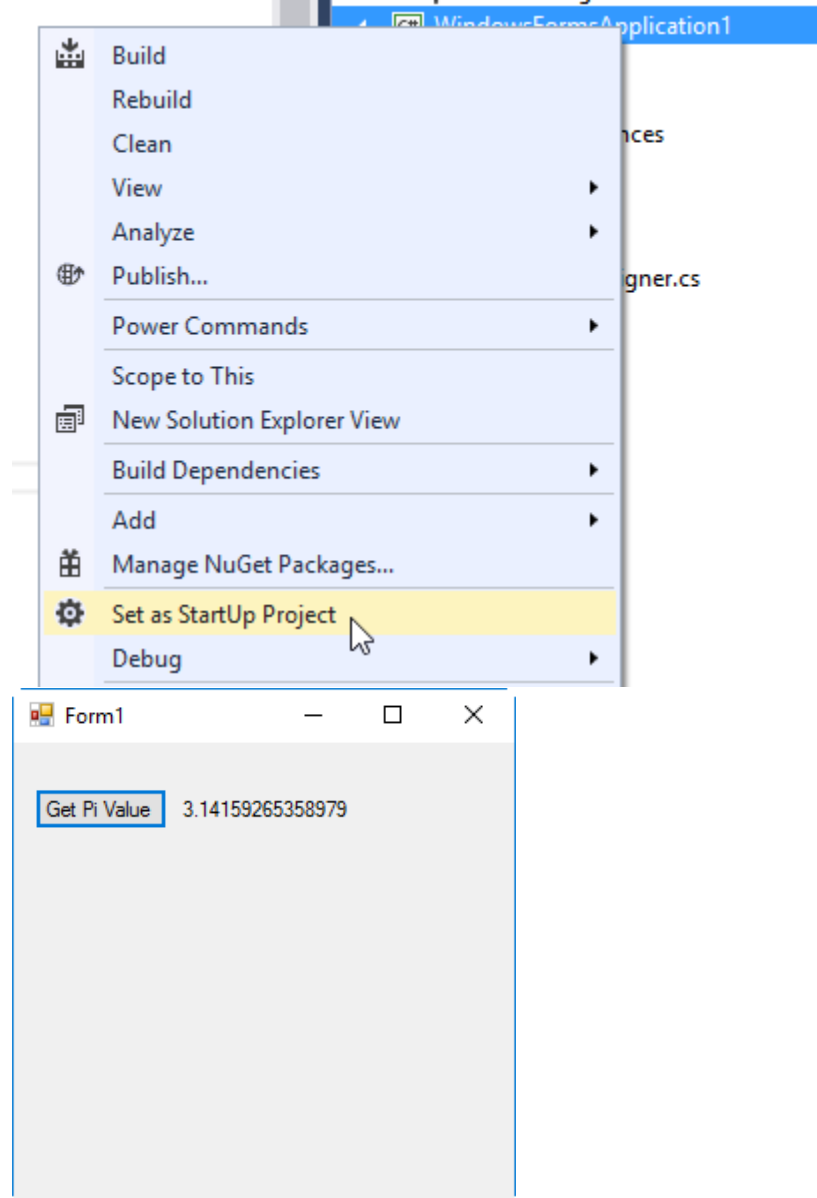 WindowsFormsApplication1
Build
Rebuild
Clean
nces
View
Analyze
Publish...
igner.cs
Power Commands
Scope to This
New Solution Explorer View
Build Dependencies
Add
Manage NuGet Packages...
Set as StartUp Project
Debug
Form1
Get Pi Value 3.14159265358979